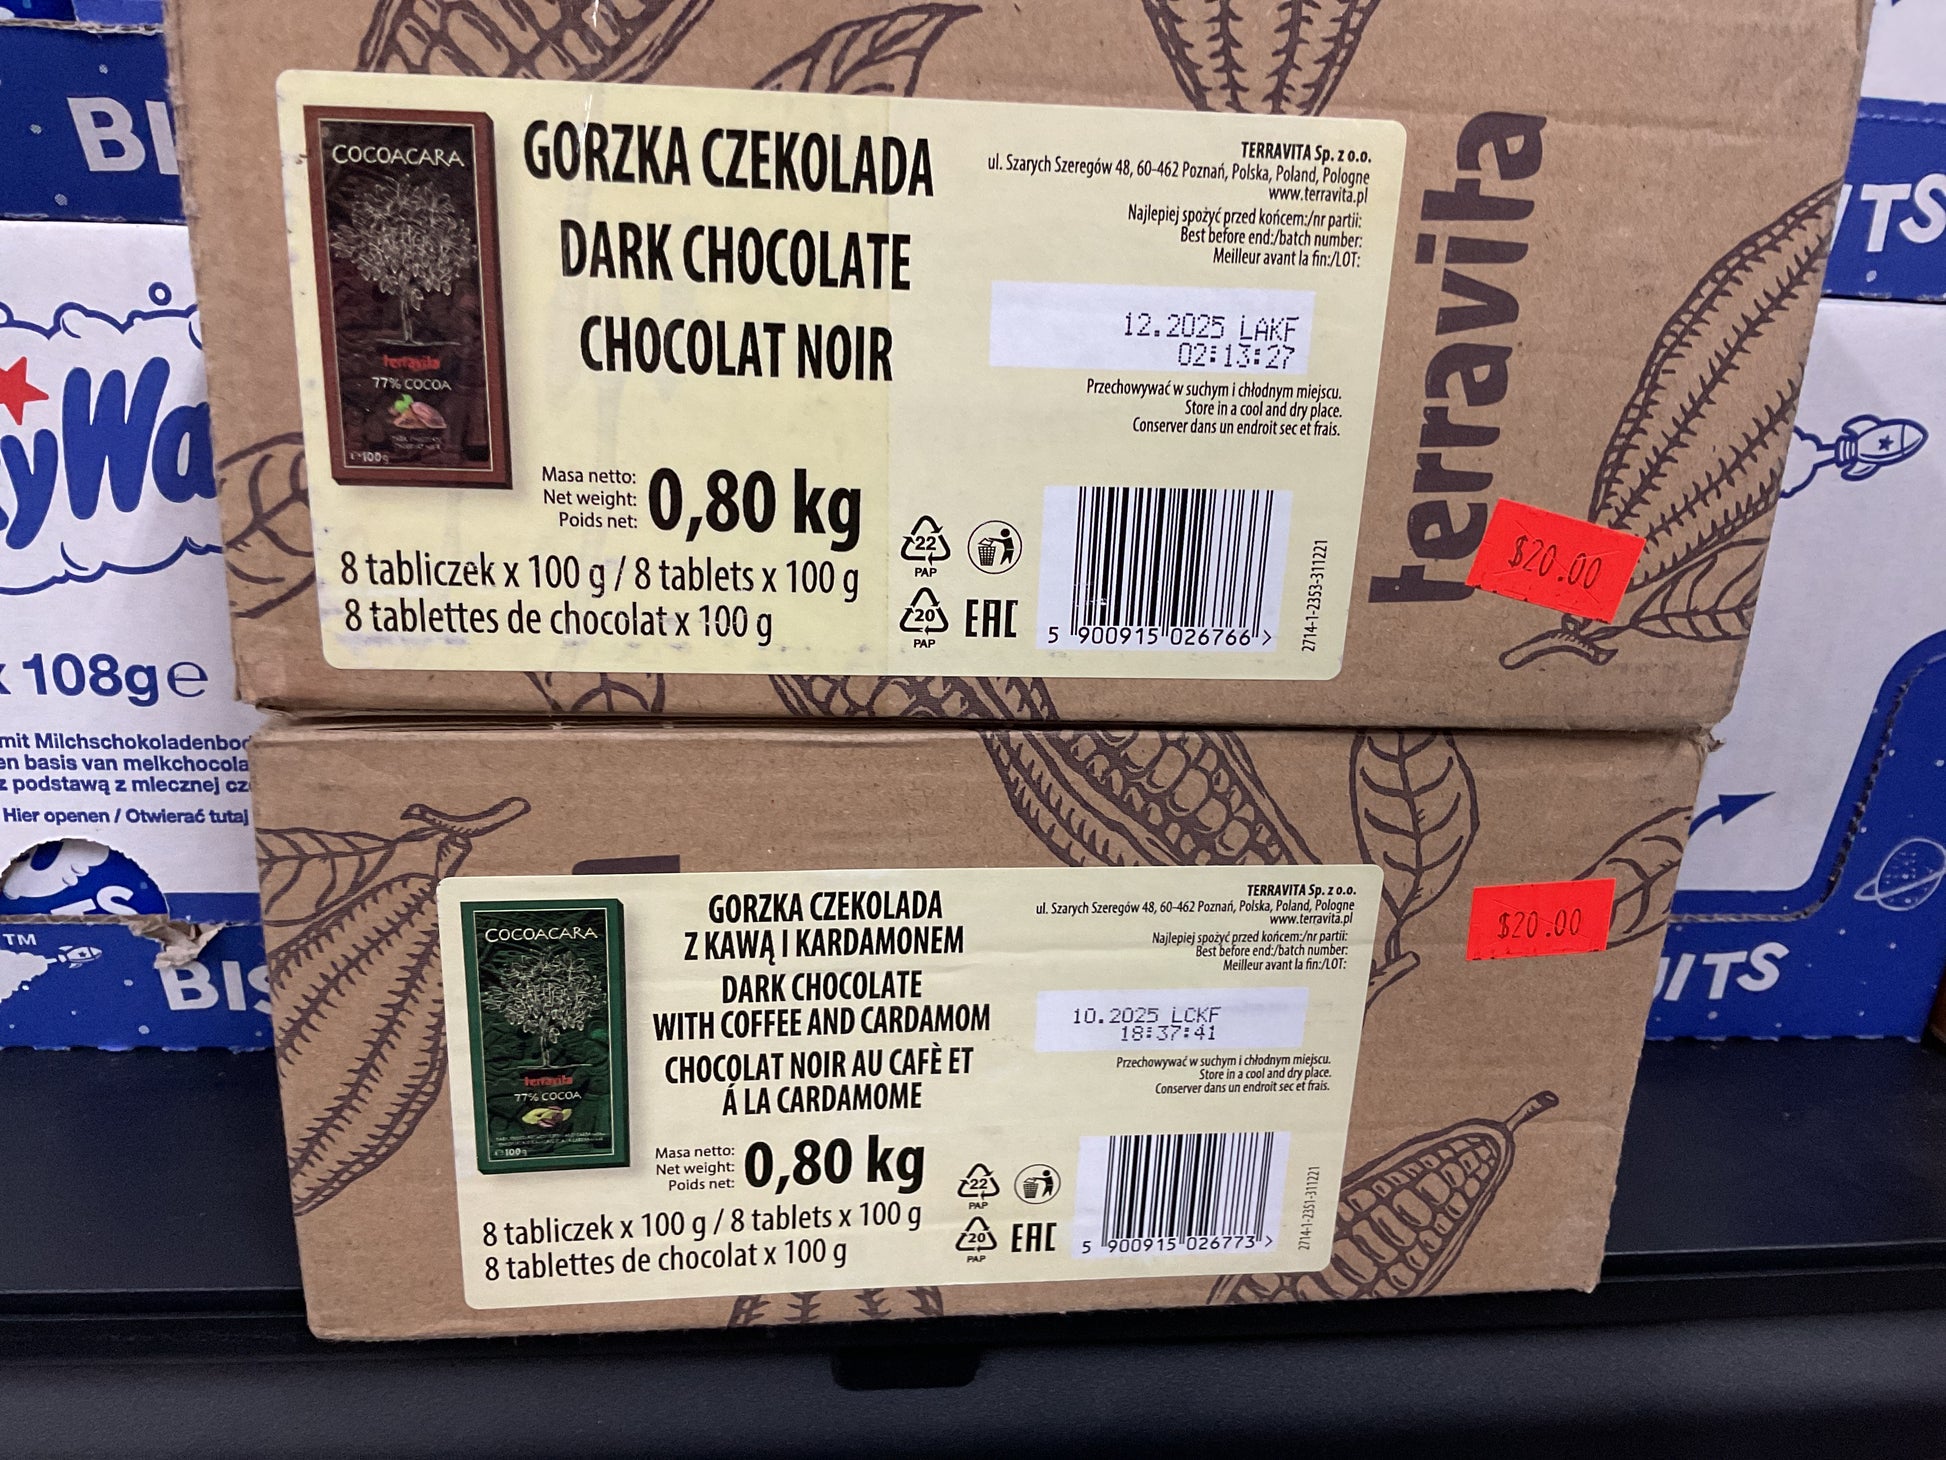 BI
yWa
x 108g℮
mit Milchschokoladenbod
en basis van melkchocola
z podstawą z mlecznej cz
Hier openen / Otwierać tutaj
TM
BIS
ITS
UITS
COCOACARA
terravita
77% COCOA
℮ 100g
GORZKA CZEKOLADA
DARK CHOCOLATE
CHOCOLAT NOIR
Masa netto:
Net weight:
Poids net:
0,80 kg
8 tabliczek x 100 g / 8 tablets x 100 g
8 tablettes de chocolat x 100 g
TERRAVITA Sp. z o.o.
ul. Szarych Szeregów 48, 60-462 Poznań, Polska, Poland, Pologne
www.terravita.pl
Najlepiej spożyć przed końcem:/nr partii:
Best before end:/batch number:
Meilleur avant la fin:/LOT:
12.2025 LAKF
02:13:27
Przechowywać w suchym i chłodnym miejscu.
Store in a cool and dry place.
Conserver dans un endroit sec et frais.
22
PAP
20
PAP
EAC
5 900915 026766 >
2714-1-2353-311221
terravita
$20.00
COCOACARA
terravita
77% COCOA
℮ 100g
GORZKA CZEKOLADA
Z KAWĄ I KARDAMONEM
DARK CHOCOLATE
WITH COFFEE AND CARDAMOM
CHOCOLAT NOIR AU CAFÈ ET
Á LA CARDAMOME
Masa netto:
Net weight:
Poids net:
0,80 kg
8 tabliczek x 100 g / 8 tablets x 100 g
8 tablettes de chocolat x 100 g
TERRAVITA Sp. z o.o.
ul. Szarych Szeregów 48, 60-462 Poznań, Polska, Poland, Pologne
www.terravita.pl
Najlepiej spożyć przed końcem:/nr partii:
Best before end:/batch number:
Meilleur avant la fin:/LOT:
10.2025 LCKF
18:37:41
Przechowywać w suchym i chłodnym miejscu.
Store in a cool and dry place.
Conserver dans un endroit sec et frais.
22
PAP
20
PAP
EAC
5 900915 026773 >
2714-1-2351-311221
$20.00